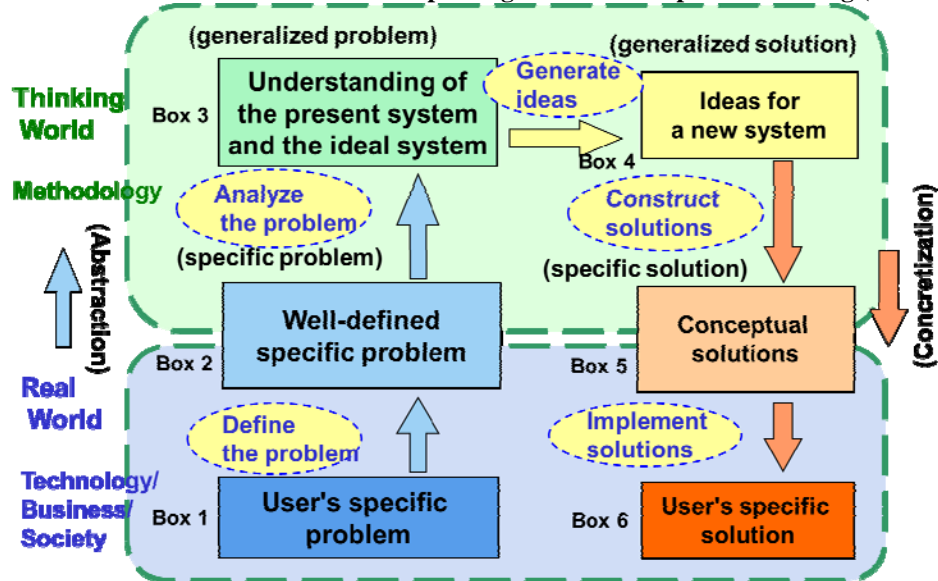 (generalized problem)
(generalized solution)
Thinking
World
Box 3
Understanding of
the present system
and the ideal system
Generate
ideas
Ideas for
a new system
Box 4
Methodology
Analyze
the problem
Construct
solutions
(Abstraction)
(specific problem)
(specific solution)
(Concretization)
Well-defined
specific problem
Conceptual
solutions
Box 2
Box 5
Real
World
Define
the problem
Implement
solutions
Technology/
Business/
Society
Box 1
User's specific
problem
Box 6
User's specific
solution